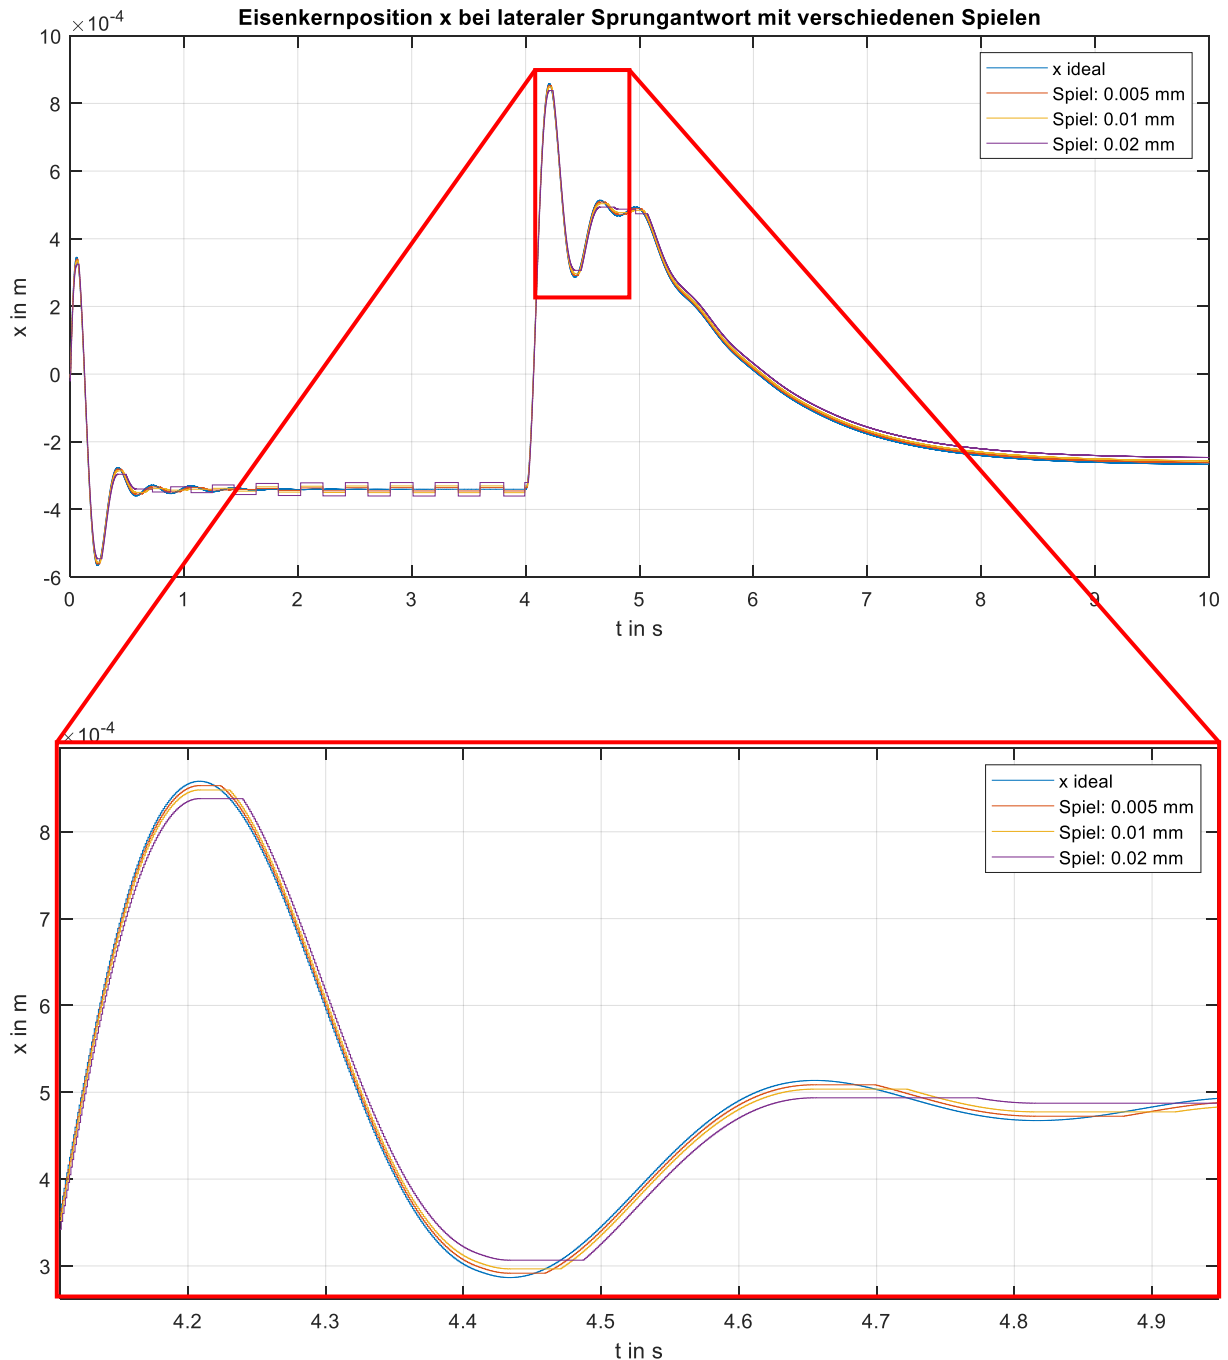 Eisenkernposition x bei lateraler Sprungantwort mit verschiedenen Spielen
×10-4
10
8
6
4
2
0
-2
-4
-6
x in m
x ideal
Spiel: 0.005 mm
Spiel: 0.01 mm
Spiel: 0.02 mm
0 1 2 3 4 5 6 7 8 9 10
t in s
×10-4
8
7
6
5
4
3
x in m
x ideal
Spiel: 0.005 mm
Spiel: 0.01 mm
Spiel: 0.02 mm
4.2 4.3 4.4 4.5 4.6 4.7 4.8 4.9
t in s